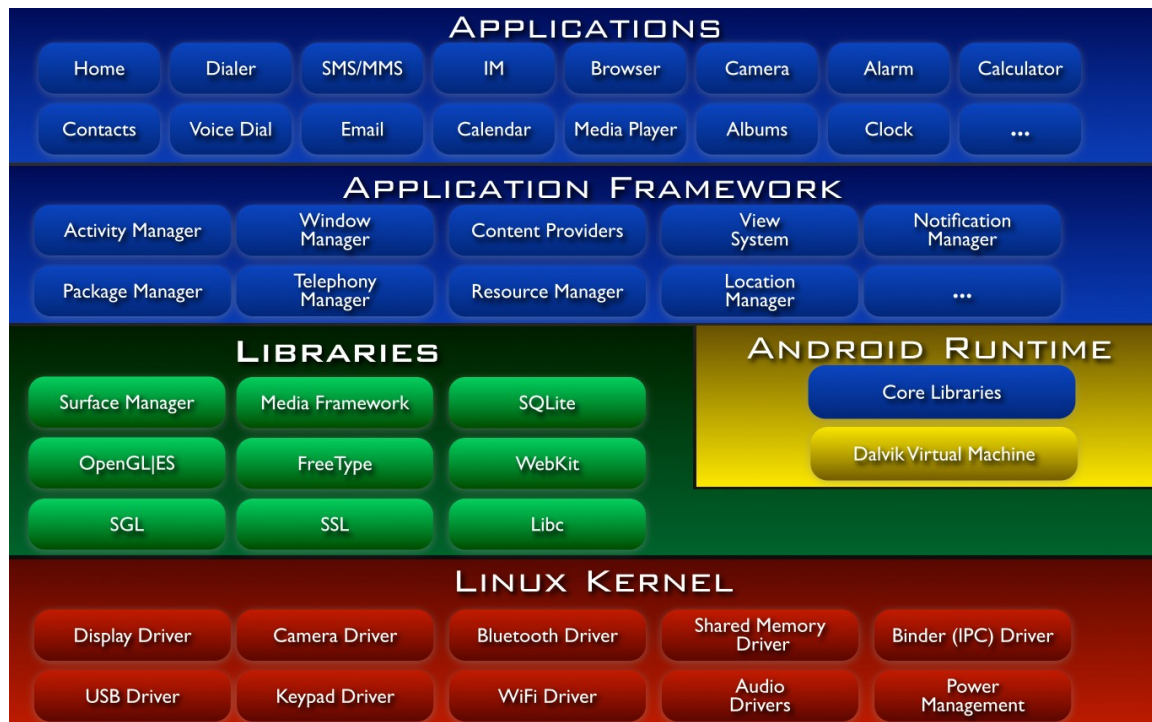 APPLICATIONS
Home
Dialer
SMS/MMS
IM
Browser
Camera
Alarm
Calculator
Contacts
Voice Dial
Email
Calendar
Media Player
Albums
Clock
...
APPLICATION FRAMEWORK
Activity Manager
Window
Manager
Content Providers
View
System
Notification
Manager
Package Manager
Telephony
Manager
Resource Manager
Location
Manager
...
LIBRARIES
Surface Manager
Media Framework
SQLite
OpenGL|ES
FreeType
WebKit
SGL
SSL
Libc
ANDROID RUNTIME
Core Libraries
Dalvik Virtual Machine
LINUX KERNEL
Display Driver
Camera Driver
Bluetooth Driver
Shared Memory
Driver
Binder (IPC) Driver
USB Driver
Keypad Driver
WiFi Driver
Audio
Drivers
Power
Management